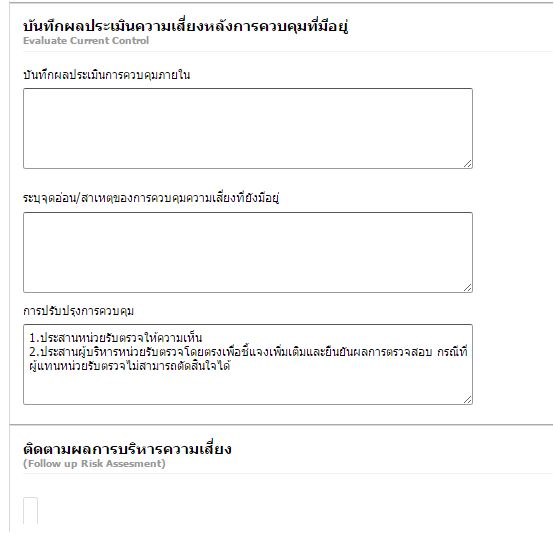 บันทึกผลประเมินความเสี่ยงหลังการควบคุมที่มีอยู่
Evaluate Current Control
บันทึกผลประเมินการควบคุมภายใน
ระบุจุดอ่อน/สาเหตุของการควบคุมความเสี่ยงที่ยังมีอยู่
การปรับปรุงการควบคุม
1.ประสานหน่วยรับตรวจให้ความเห็น
2.ประสานผู้บริหารหน่วยรับตรวจโดยตรงเพื่อชี้แจงเพิ่มเติมและยืนยันผลการตรวจสอบ กรณีที่
ผู้แทนหน่วยรับตรวจไม่สามารถตัดสินใจได้
ติดตามผลการบริหารความเสี่ยง
(Follow up Risk Assesment)